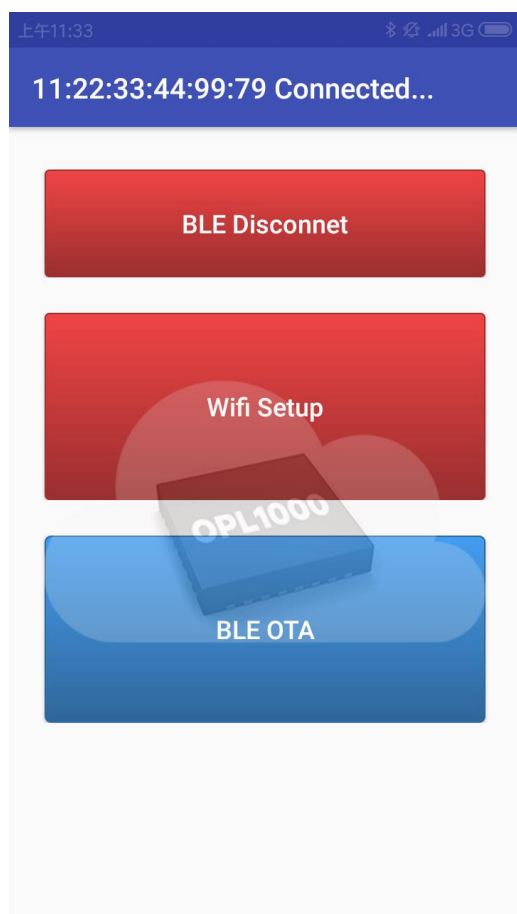 上午11:33 3G
11:22:33:44:99:79 Connected...
BLE Disconnet
Wifi Setup
OPL1000
BLE OTA